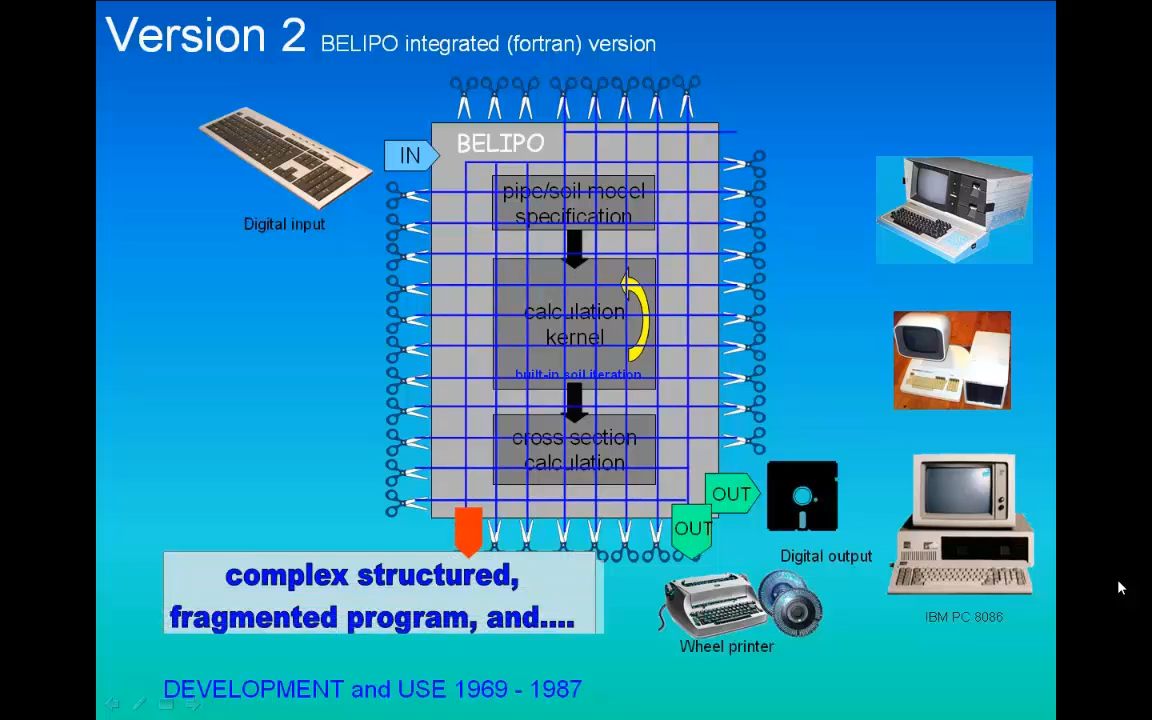 Version 2 BELIPO integrated (fortran) version
BELIPO
IN
pipe/soil model
specification
Digital input
calculation
kernel
built-in soil iteration
cross section
calculation
OUT
OUT
Digital output
complex structured,
fragmented program, and....
IBM PC 8086
Wheel printer
DEVELOPMENT and USE 1969 - 1987